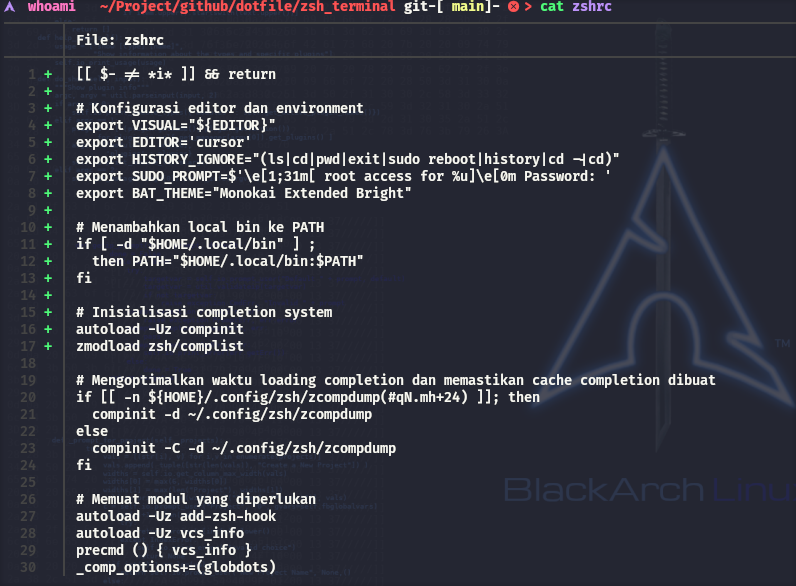 whoami ~/Project/github/dotfile/zsh_terminal git-[ main]- > cat zshrc
File: zshrc
1 + [[ $- != *i* ]] && return
2 +
3 + # Konfigurasi editor dan environment
4 + export VISUAL="${EDITOR}"
5 + export EDITOR='cursor'
6 + export HISTORY_IGNORE="(ls|cd|pwd|exit|sudo reboot|history|cd -|cd)"
7 + export SUDO_PROMPT=$'\e[1;31m[ root access for %u]\e[0m Password: '
8 + export BAT_THEME="Monokai Extended Bright"
9 +
10 + # Menambahkan local bin ke PATH
11 + if [ -d "$HOME/.local/bin" ] ;
12 + then PATH="$HOME/.local/bin:$PATH"
13 + fi
14 +
15 + # Inisialisasi completion system
16 + autoload -Uz compinit
17 + zmodload zsh/complist
18
19 # Mengoptimalkan waktu loading completion dan memastikan cache completion dibuat
20 if [[ -n ${HOME}/.config/zsh/zcompdump(#qN.mh+24) ]]; then
21 compinit -d ~/.config/zsh/zcompdump
22 else
23 compinit -C -d ~/.config/zsh/zcompdump
24 fi
25
26 # Memuat modul yang diperlukan
27 autoload -Uz add-zsh-hook
28 autoload -Uz vcs_info
29 precmd () { vcs_info }
30 _comp_options+=(globdots)
TM
BlackArch Linu